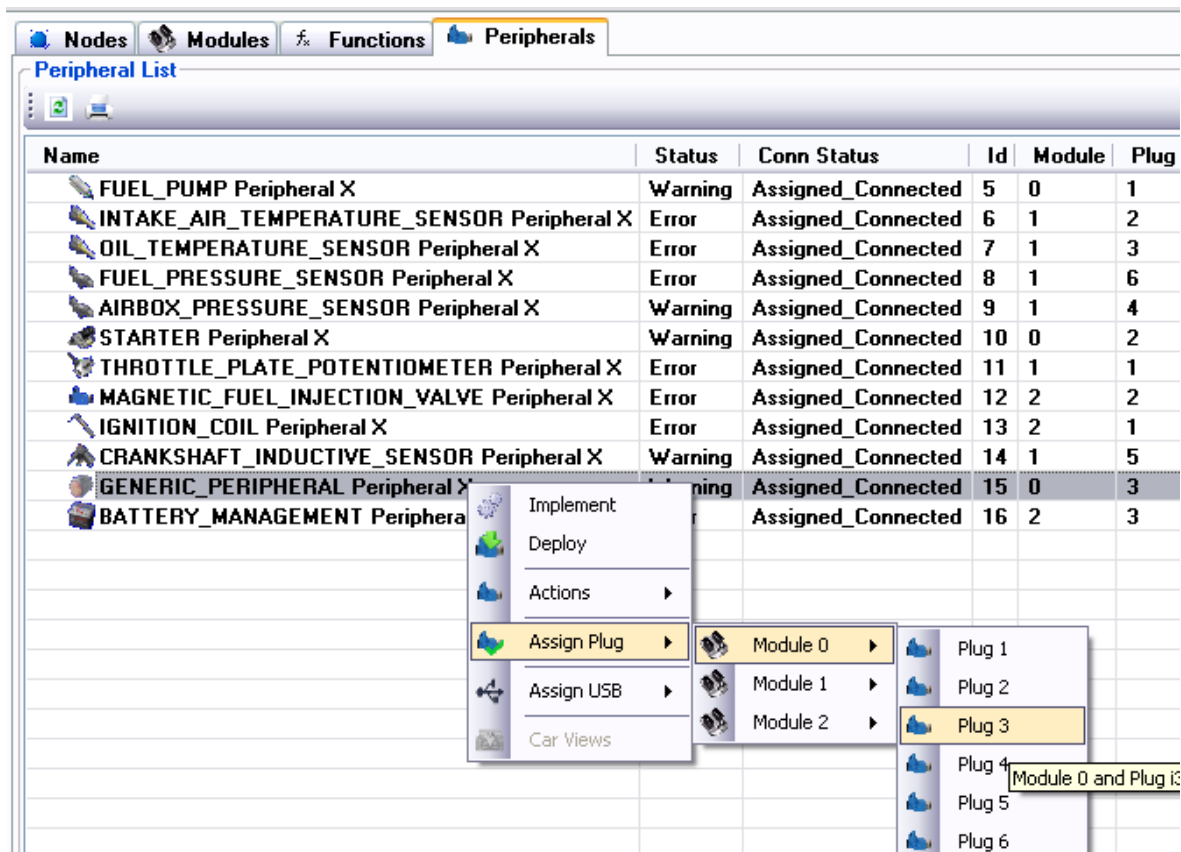 Nodes Modules fx Functions Peripherals
Peripheral List
Name Status Conn Status Id Module Plug
FUEL_PUMP Peripheral X Warning Assigned_Connected 5 0 1
INTAKE_AIR_TEMPERATURE_SENSOR Peripheral X Error Assigned_Connected 6 1 2
OIL_TEMPERATURE_SENSOR Peripheral X Error Assigned_Connected 7 1 3
FUEL_PRESSURE_SENSOR Peripheral X Error Assigned_Connected 8 1 6
AIRBOX_PRESSURE_SENSOR Peripheral X Warning Assigned_Connected 9 1 4
STARTER Peripheral X Warning Assigned_Connected 10 0 2
THROTTLE_PLATE_POTENTIOMETER Peripheral X Error Assigned_Connected 11 1 1
MAGNETIC_FUEL_INJECTION_VALVE Peripheral X Error Assigned_Connected 12 2 2
IGNITION_COIL Peripheral X Error Assigned_Connected 13 2 1
CRANKSHAFT_INDUCTIVE_SENSOR Peripheral X Warning Assigned_Connected 14 1 5
GENERIC_PERIPHERAL Peripheral X Assigned_Connected 15 0 3
BATTERY_MANAGEMENT Assigned_Connected 16 2 3
Implement
Deploy
Actions
Assign Plug
Assign USB
Car Views
Module 0
Module 1
Module 2
Plug 1
Plug 2
Plug 3
Plug 4
Module 0 and Plug i3
Plug 5
Plug 6